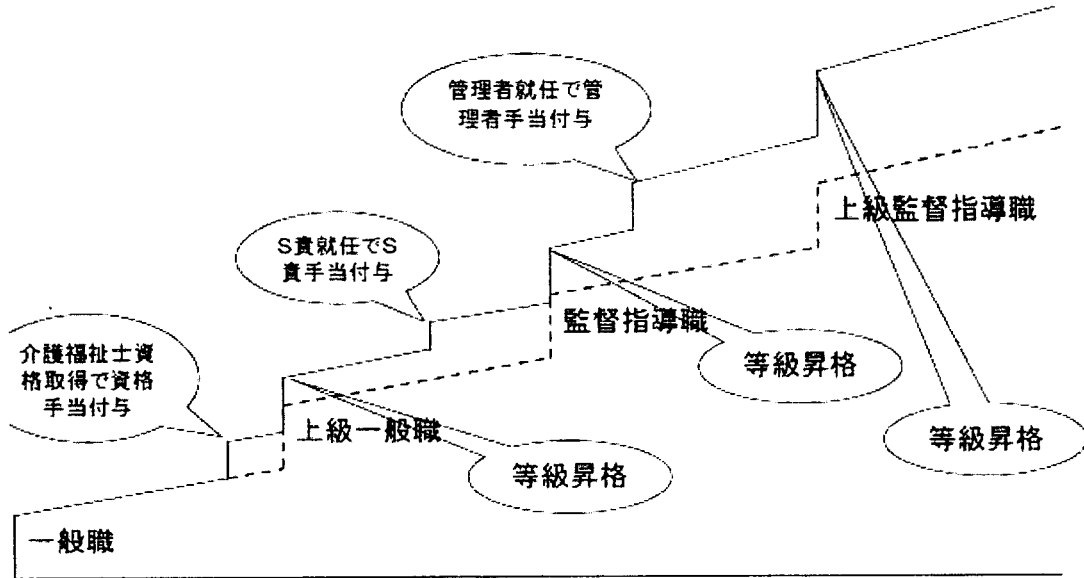 管理者就任で管
理者手当付与
上級監督指導職
S責就任でS
責手当付与
監督指導職
介護福祉士資
格取得で資格
手当付与
等級昇格
上級一般職
等級昇格
等級昇格
一般職